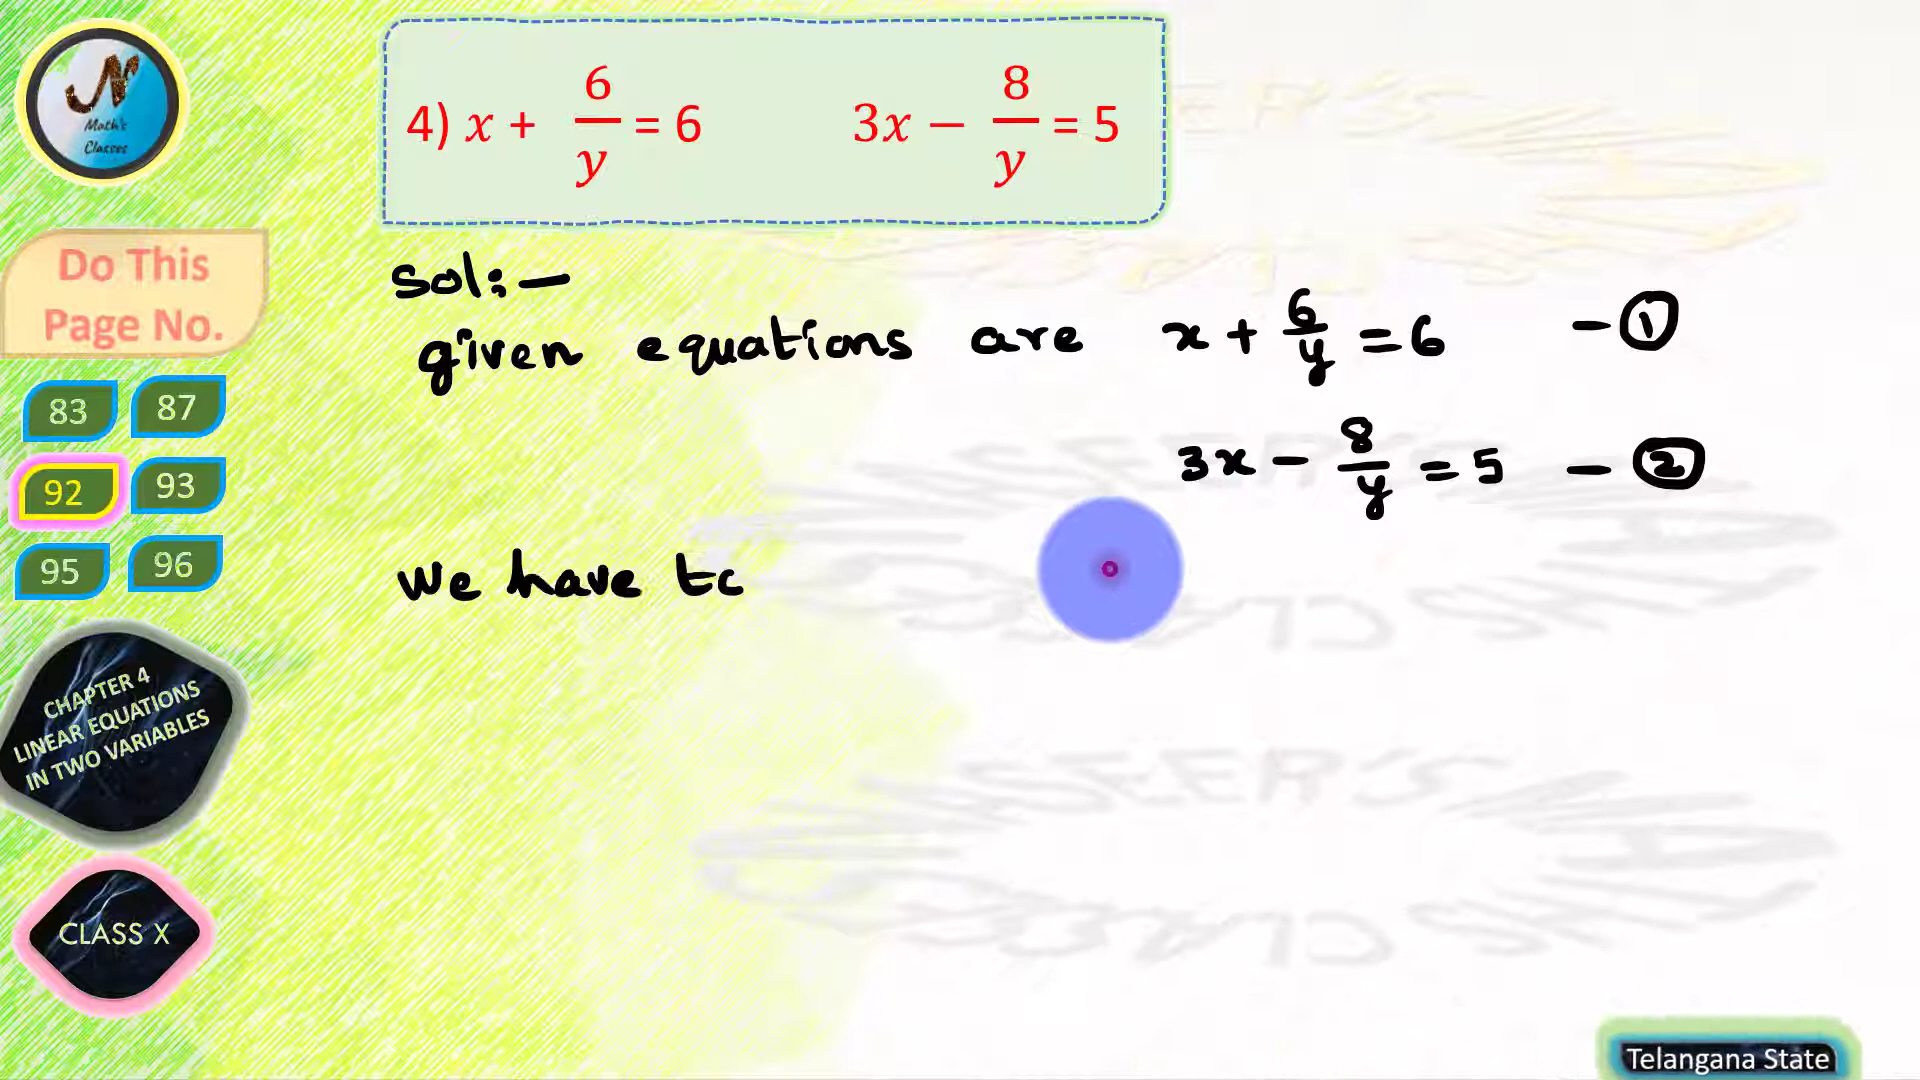 N
Math's
Classes
4) x + 6/y = 6 3x − 8/y = 5
Do This
Page No.
83 87
92 93
95 96
CHAPTER 4
LINEAR EQUATIONS
IN TWO VARIABLES
CLASS X
Sol:-
given equations are x + 6/y = 6 - ①
3x - 8/y = 5 - ②
We have tc
Telangana State